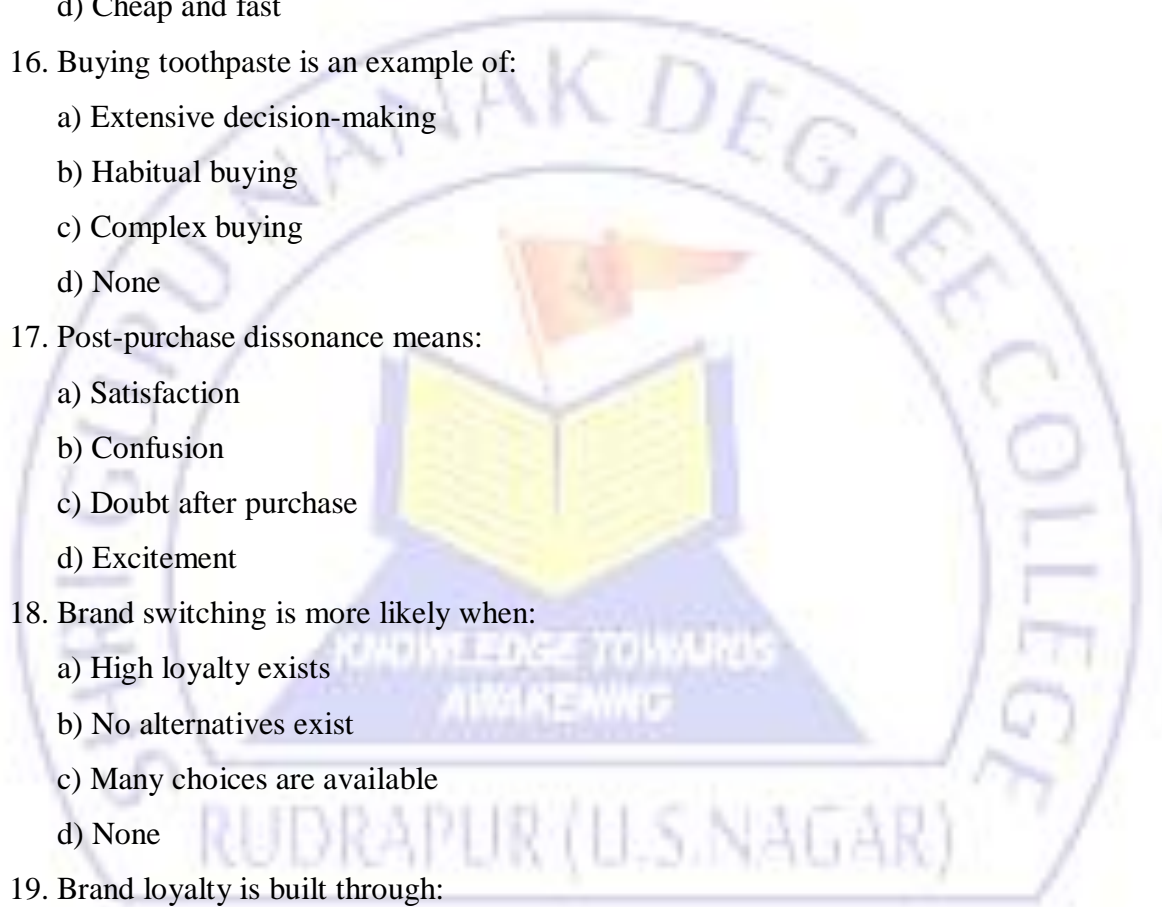 d) Cheap and fast
16. Buying toothpaste is an example of:
a) Extensive decision-making
b) Habitual buying
c) Complex buying
d) None
17. Post-purchase dissonance means:
a) Satisfaction
b) Confusion
c) Doubt after purchase
d) Excitement
18. Brand switching is more likely when:
a) High loyalty exists
b) No alternatives exist
c) Many choices are available
d) None
19. Brand loyalty is built through:
NANAK DEGREE COLLEGE
KNOWLEDGE TOWARDS
AWAKENING
RUDRAPUR (U.S.NAGAR)